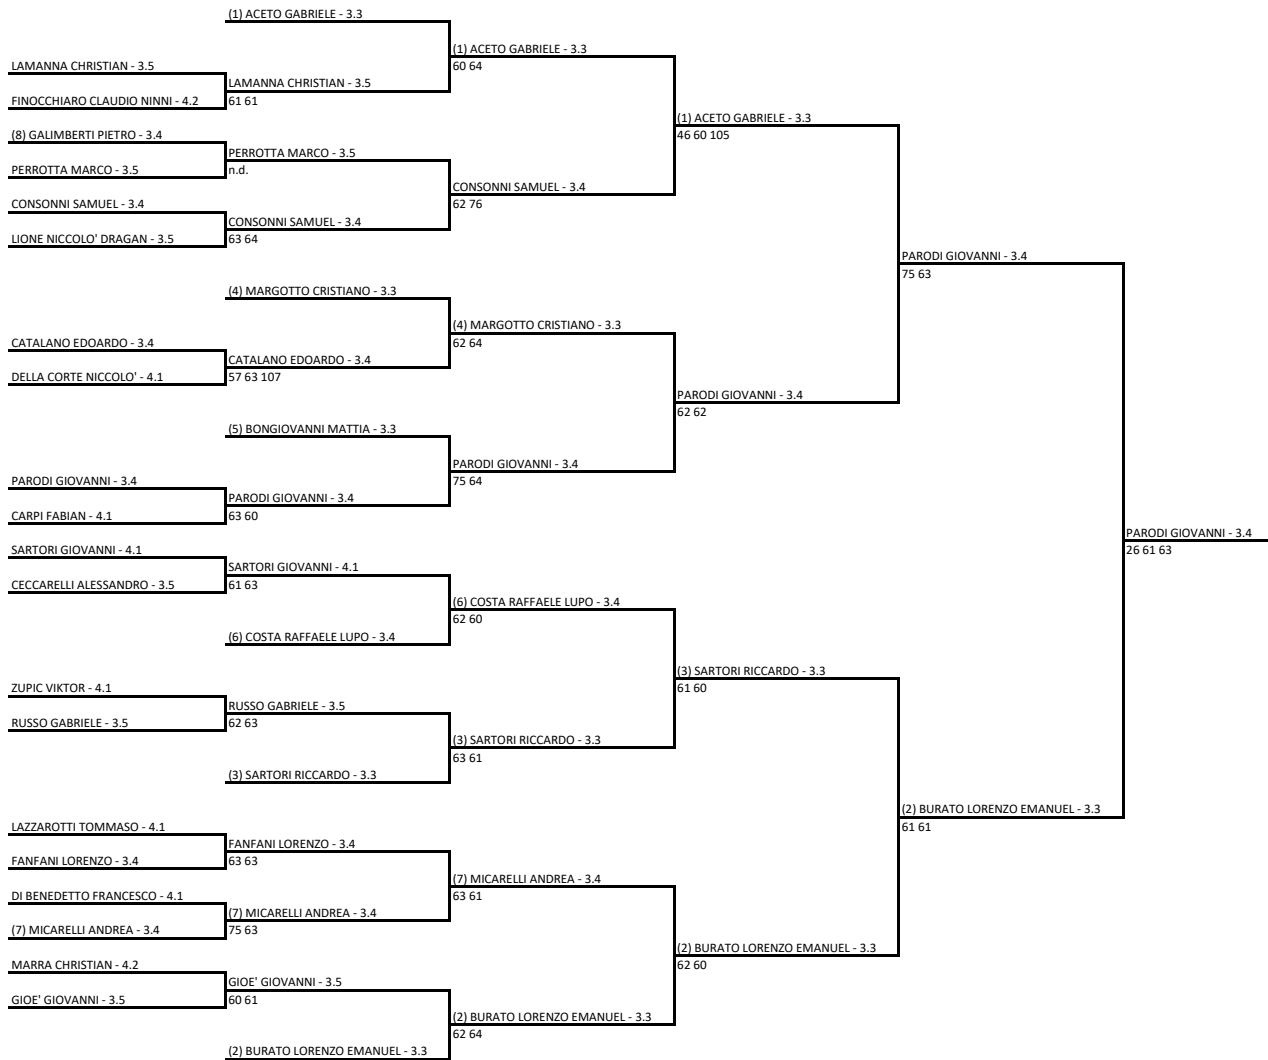 (1) ACETO GABRIELE - 3.3
(1) ACETO GABRIELE - 3.3
LAMANNA CHRISTIAN - 3.5
60 64
LAMANNA CHRISTIAN - 3.5
FINOCCHIARO CLAUDIO NINNI - 4.2
61 61
(1) ACETO GABRIELE - 3.3
(8) GALIMBERTI PIETRO - 3.4
46 60 105
PERROTTA MARCO - 3.5
PERROTTA MARCO - 3.5
n.d.
CONSONNI SAMUEL - 3.4
CONSONNI SAMUEL - 3.4
62 76
CONSONNI SAMUEL - 3.4
LIONE NICCOLO' DRAGAN - 3.5
63 64
PARODI GIOVANNI - 3.4
75 63
(4) MARGOTTO CRISTIANO - 3.3
(4) MARGOTTO CRISTIANO - 3.3
CATALANO EDOARDO - 3.4
62 64
CATALANO EDOARDO - 3.4
DELLA CORTE NICCOLO' - 4.1
57 63 107
PARODI GIOVANNI - 3.4
62 62
(5) BONGIOVANNI MATTIA - 3.3
PARODI GIOVANNI - 3.4
PARODI GIOVANNI - 3.4
75 64
PARODI GIOVANNI - 3.4
CARPI FABIAN - 4.1
63 60
PARODI GIOVANNI - 3.4
26 61 63
SARTORI GIOVANNI - 4.1
SARTORI GIOVANNI - 4.1
CECCARELLI ALESSANDRO - 3.5
61 63
(6) COSTA RAFFAELE LUPO - 3.4
62 60
(6) COSTA RAFFAELE LUPO - 3.4
(3) SARTORI RICCARDO - 3.3
61 60
ZUPIC VIKTOR - 4.1
RUSSO GABRIELE - 3.5
RUSSO GABRIELE - 3.5
62 63
(3) SARTORI RICCARDO - 3.3
63 61
(3) SARTORI RICCARDO - 3.3
(2) BURATO LORENZO EMANUEL - 3.3
61 61
LAZZAROTTI TOMMASO - 4.1
FANFANI LORENZO - 3.4
FANFANI LORENZO - 3.4
63 63
(7) MICARELLI ANDREA - 3.4
DI BENEDETTO FRANCESCO - 4.1
63 61
(7) MICARELLI ANDREA - 3.4
(7) MICARELLI ANDREA - 3.4
75 63
(2) BURATO LORENZO EMANUEL - 3.3
62 60
MARRA CHRISTIAN - 4.2
GIOE' GIOVANNI - 3.5
GIOE' GIOVANNI - 3.5
60 61
(2) BURATO LORENZO EMANUEL - 3.3
62 64
(2) BURATO LORENZO EMANUEL - 3.3